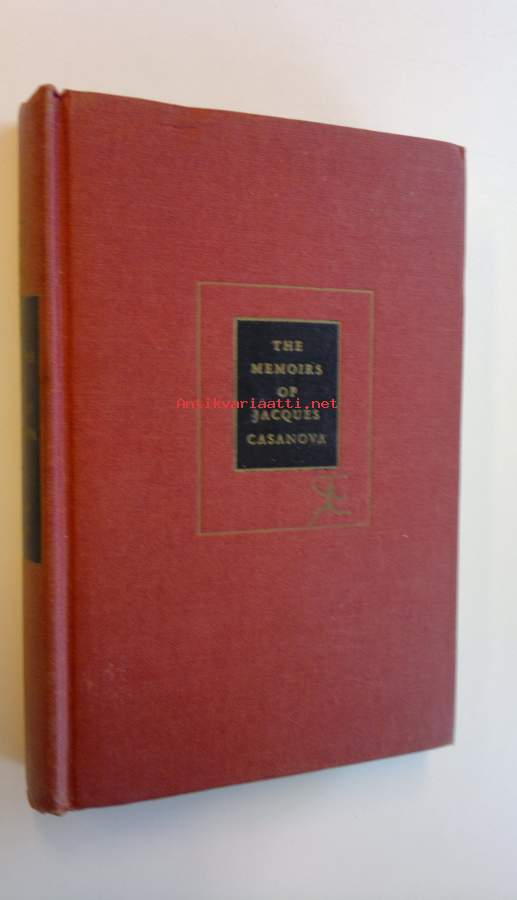 THE
MEMOIRS
OF
JACQUES
CASANOVA
Antikvariaatti.net